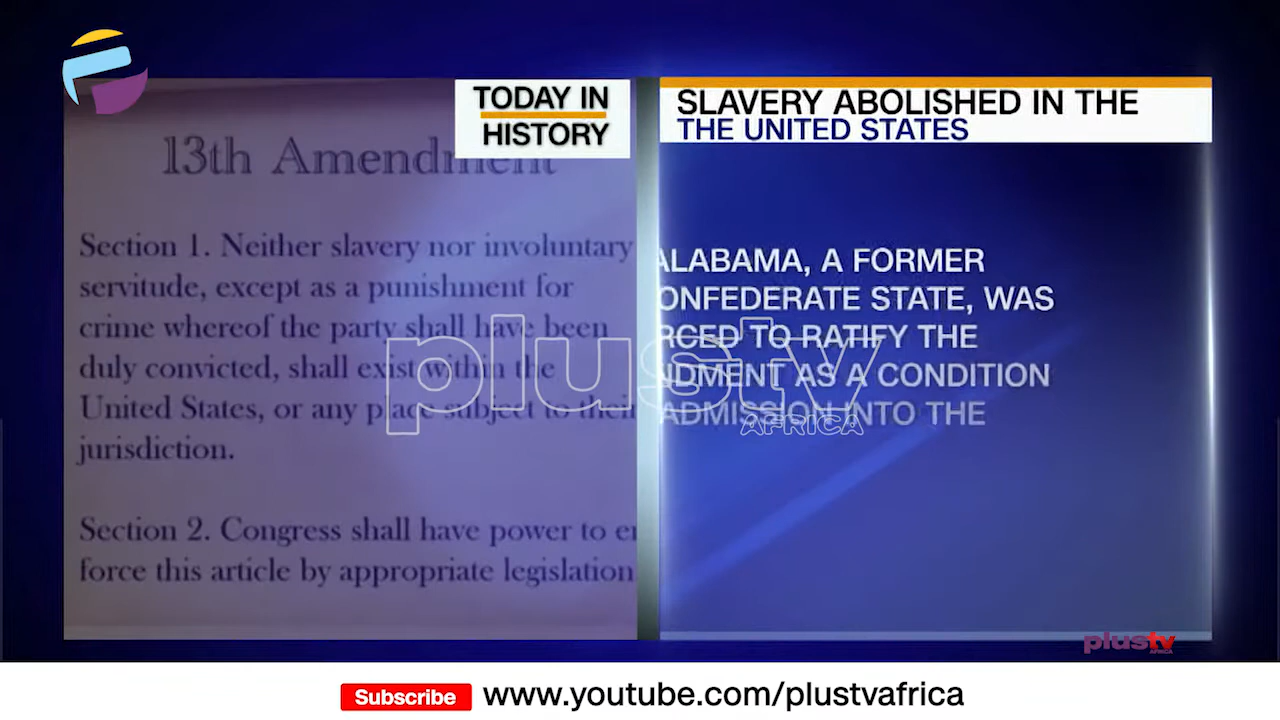 TODAY IN
HISTORY
13th Amendment
Section 1. Neither slavery nor involuntary
servitude, except as a punishment for
crime whereof the party shall have been
duly convicted, shall exist within the
United States, or any place subject to their
jurisdiction.
Section 2. Congress shall have power to en
force this article by appropriate legislation
SLAVERY ABOLISHED IN THE
THE UNITED STATES
ALABAMA, A FORMER
ONFEDERATE STATE, WAS
RCED TO RATIFY THE
NDMENT AS A CONDITION
ADMISSION INTO THE
plustv
AFRICA
plustv
AFRICA
Subscribe www.youtube.com/plustvafrica